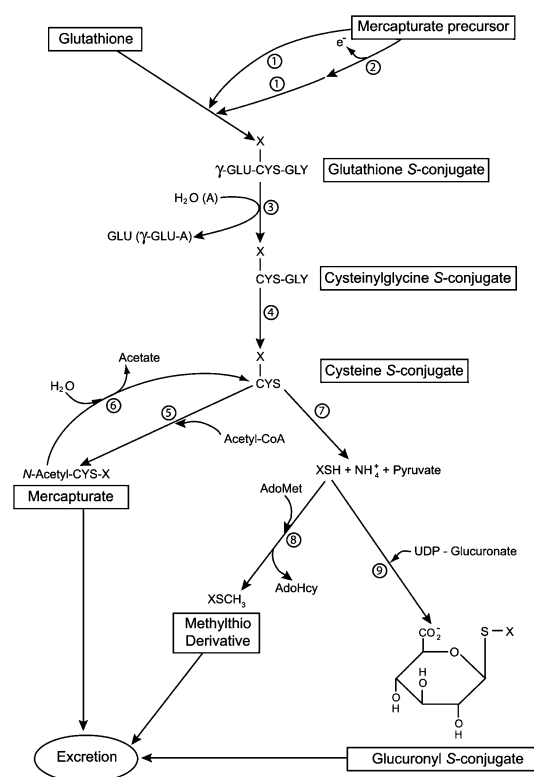 Glutathione
Mercapturate precursor
e⁻
①
①
②
X
γ-GLU-CYS-GLY
Glutathione S-conjugate
H₂O (A)
③
GLU (γ-GLU-A)
X
CYS-GLY
Cysteinylglycine S-conjugate
④
X
CYS
Cysteine S-conjugate
Acetate
H₂O
⑥
⑤
Acetyl-CoA
⑦
N-Acetyl-CYS-X
Mercapturate
XSH + NH₄⁺ + Pyruvate
AdoMet
⑧
AdoHcy
UDP - Glucuronate
⑨
XSCH₃
Methylthio
Derivative
CO₂⁻
S-X
O
H
O
O
H
H
O
O
H
Excretion
Glucuronyl S-conjugate